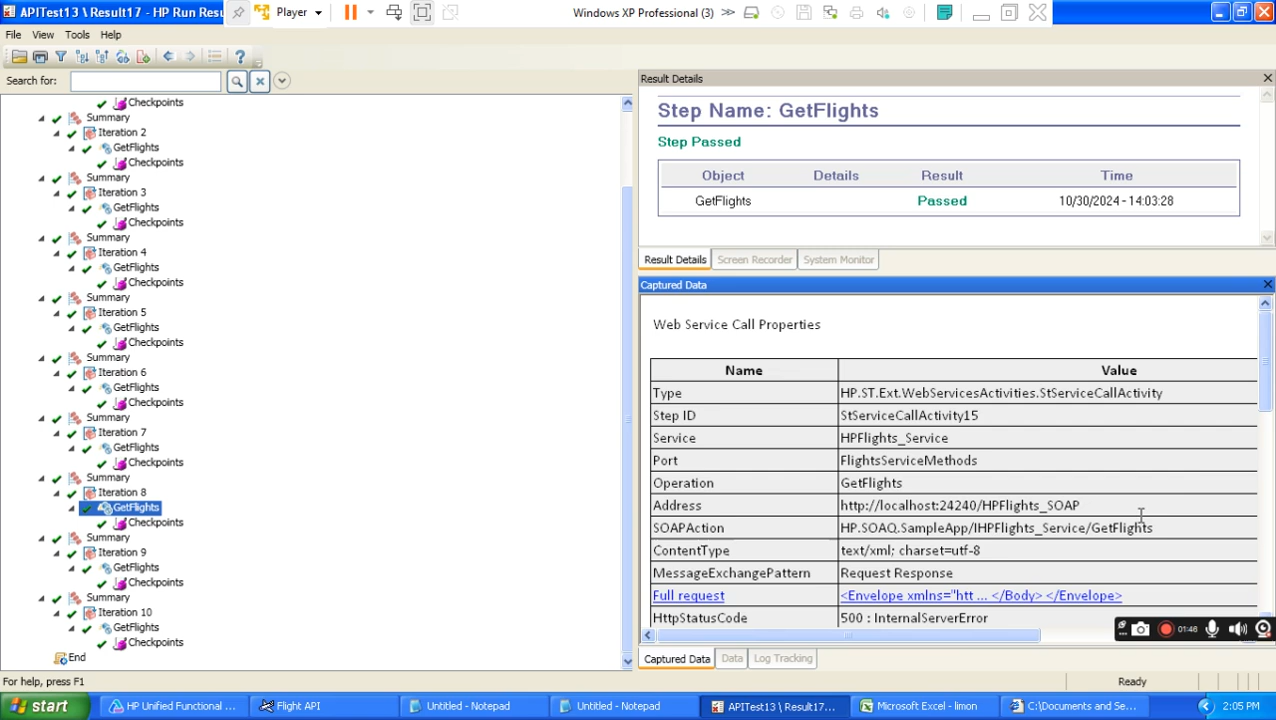 APITest13 \ Result17 - HP Run Resu
Player
Windows XP Professional (3)
File View Tools Help
Search for:
Checkpoints
Summary
Iteration 2
GetFlights
Checkpoints
Summary
Iteration 3
GetFlights
Checkpoints
Summary
Iteration 4
GetFlights
Checkpoints
Summary
Iteration 5
GetFlights
Checkpoints
Summary
Iteration 6
GetFlights
Checkpoints
Summary
Iteration 7
GetFlights
Checkpoints
Summary
Iteration 8
GetFlights
Checkpoints
Summary
Iteration 9
GetFlights
Checkpoints
Summary
Iteration 10
GetFlights
Checkpoints
End
Result Details
Step Name: GetFlights
Step Passed
Object Details Result Time
GetFlights Passed 10/30/2024 - 14:03:28
Result Details Screen Recorder System Monitor
Captured Data
Web Service Call Properties
Name Value
Type HP.ST.Ext.WebServicesActivities.StServiceCallActivity
Step ID StServiceCallActivity15
Service HPFlights_Service
Port FlightsServiceMethods
Operation GetFlights
Address http://localhost:24240/HPFlights_SOAP
SOAPAction HP.SOAQ.SampleApp/IHPFlights_Service/GetFlights
ContentType text/xml; charset=utf-8
MessageExchangePattern Request Response
Full request <Envelope xmlns="htt ... </Body> </Envelope>
HttpStatusCode 500 : InternalServerError
01:46
Captured Data Data Log Tracking
For help, press F1
Ready
start
HP Unified Functional ...
Flight API
Untitled - Notepad
Untitled - Notepad
APITest13 \ Result17...
Microsoft Excel - limon
C:\Documents and Se...
2:05 PM